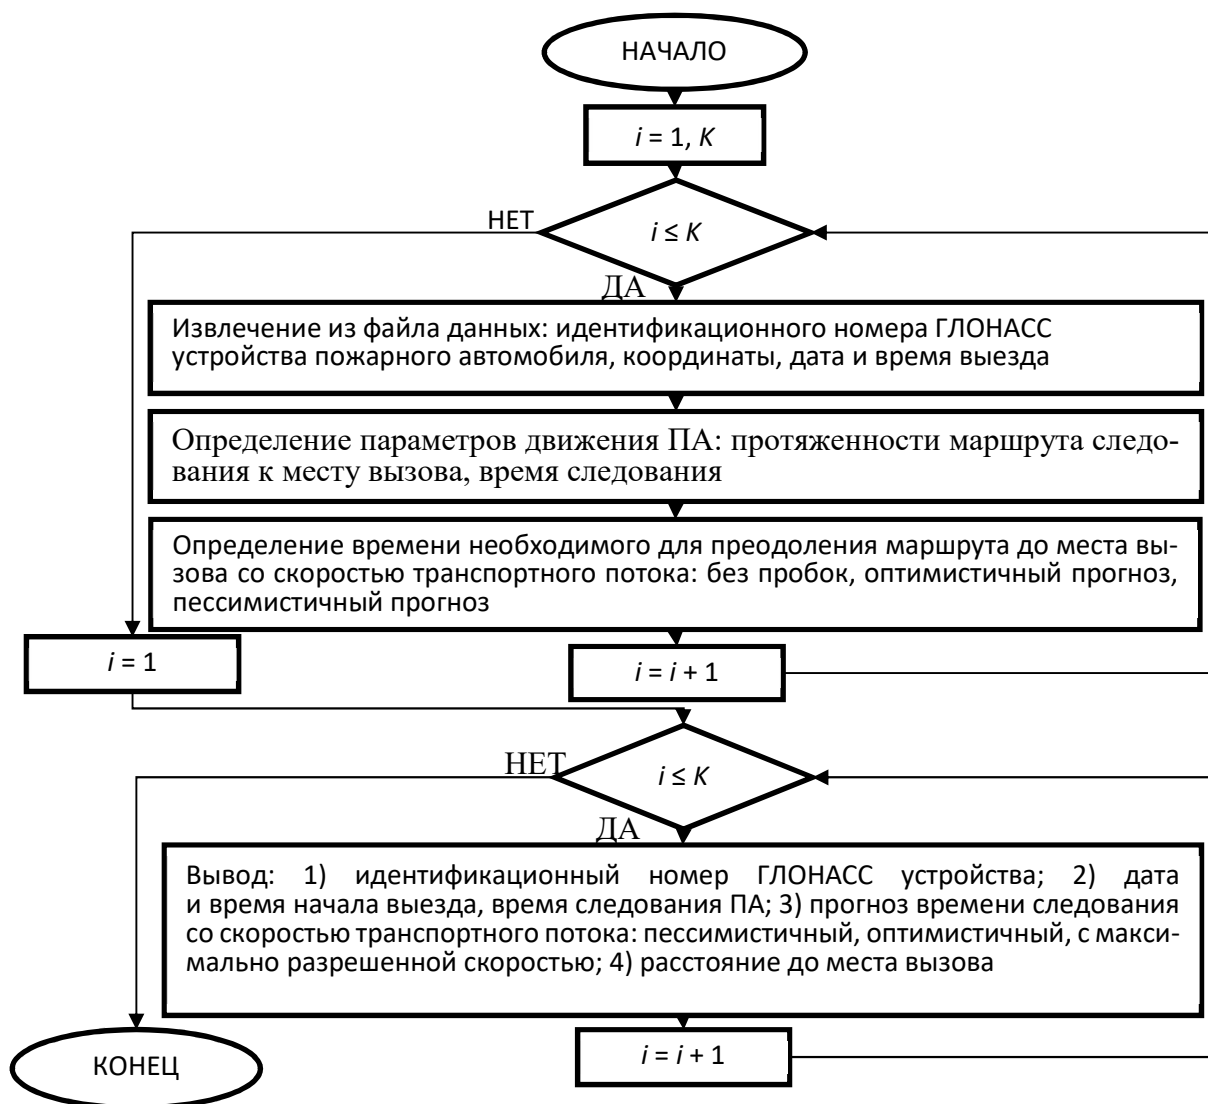 НАЧАЛО
i = 1, K
i ≤ K
НЕТ
ДА
Извлечение из файла данных: идентификационного номера ГЛОНАСС
устройства пожарного автомобиля, координаты, дата и время выезда
Определение параметров движения ПА: протяженности маршрута следо-
вания к месту вызова, время следования
Определение времени необходимого для преодоления маршрута до места вы-
зова со скоростью транспортного потока: без пробок, оптимистичный прогноз,
пессимистичный прогноз
i = 1
i = i + 1
НЕТ
i ≤ K
ДА
Вывод: 1) идентификационный номер ГЛОНАСС устройства; 2) дата
и время начала выезда, время следования ПА; 3) прогноз времени следования
со скоростью транспортного потока: пессимистичный, оптимистичный, с макси-
мально разрешенной скоростью; 4) расстояние до места вызова
i = i + 1
КОНЕЦ